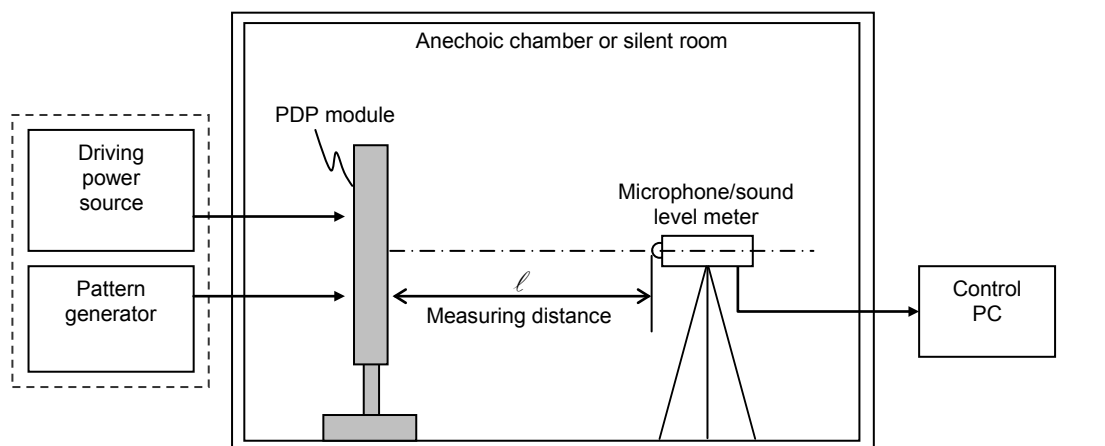 Anechoic chamber or silent room
PDP module
Driving
power
source
Microphone/sound
level meter
Pattern
generator
ℓ
Measuring distance
Control
PC